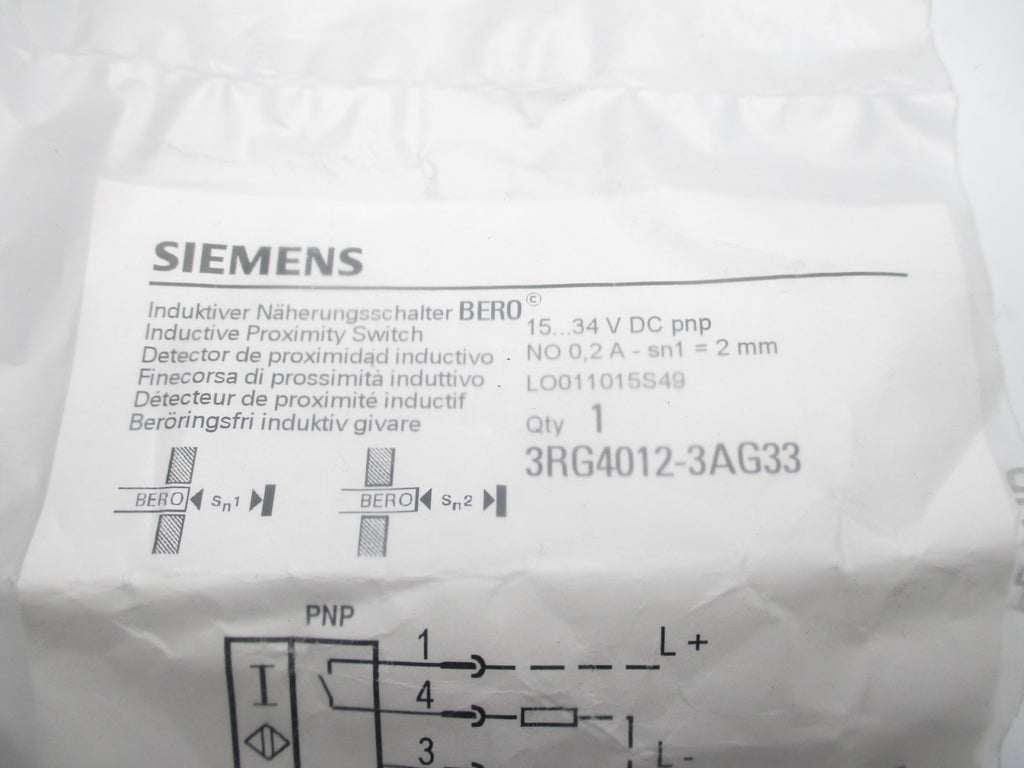 SIEMENS
Induktiver Näherungsschalter BERO©
Inductive Proximity Switch
Detector de proximidad inductivo
Finecorsa di prossimità induttivo
Détecteur de proximité inductif
Beröringsfri induktiv givare
15...34 V DC pnp
NO 0,2 A - sn1 = 2 mm
LO011015S49
Qty 1
3RG4012-3AG33
BERO sn1
BERO sn2
PNP
1 L+
4
3 L-